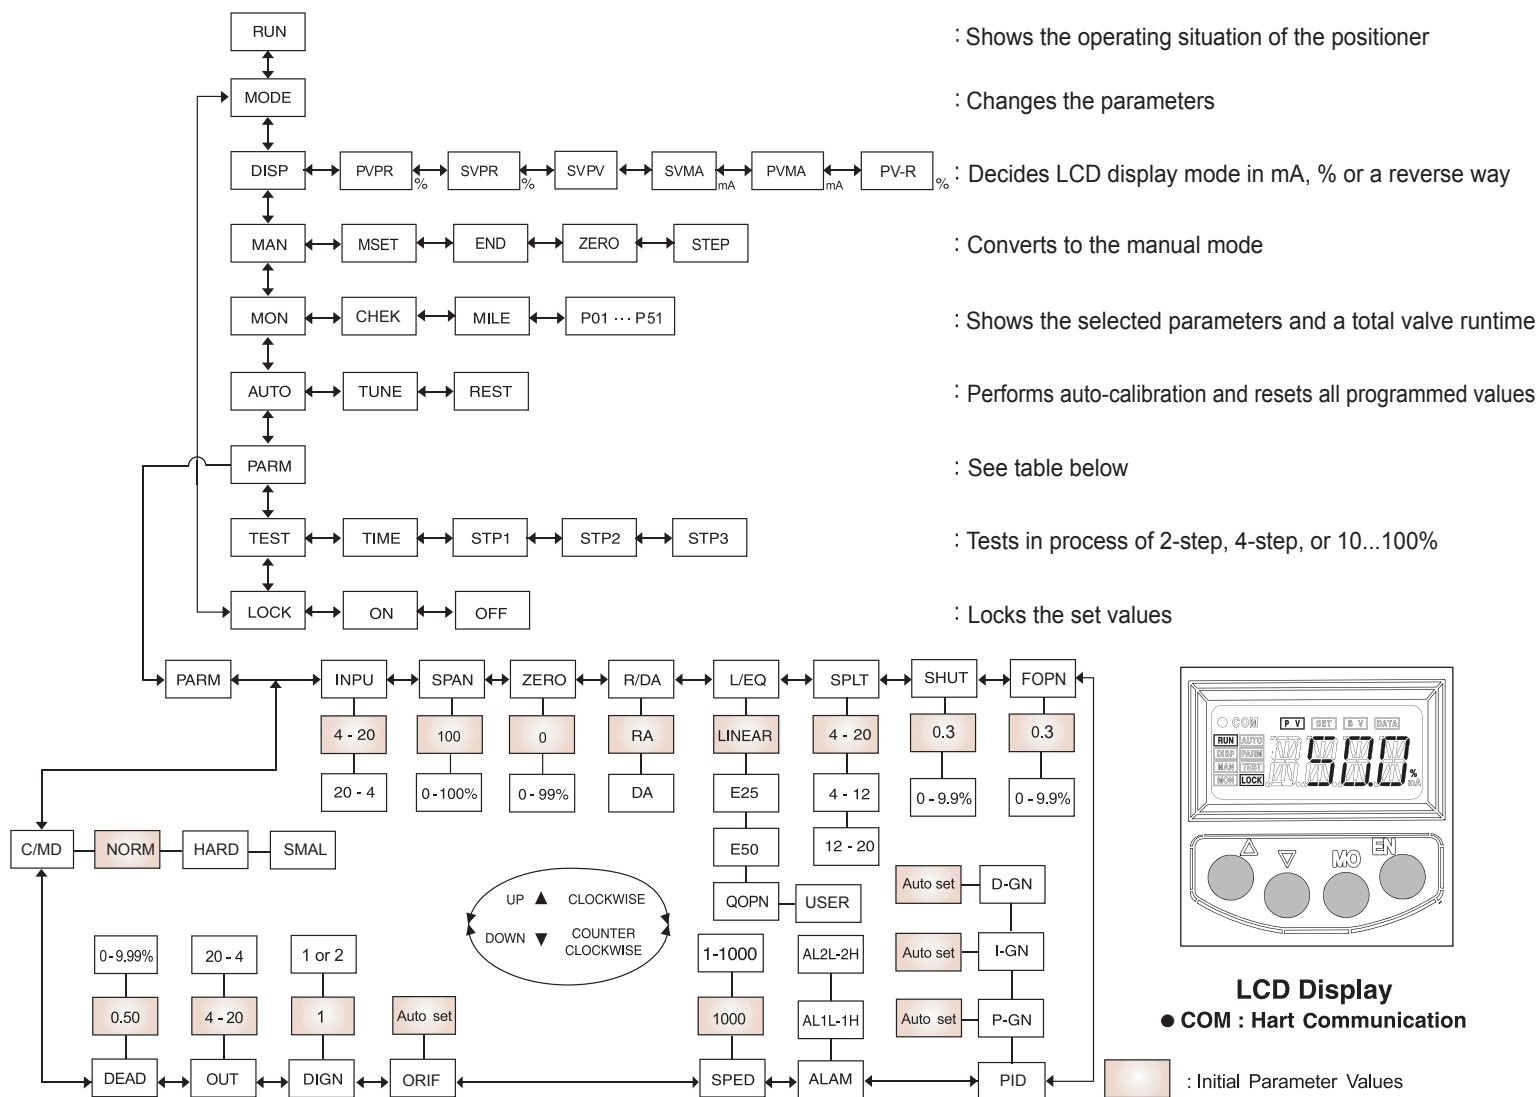 RUN : Shows the operating situation of the positioner
MODE : Changes the parameters
DISP PVPR % SVPR % SVPV SVMA mA PVMA mA PV-R % : Decides LCD display mode in mA, % or a reverse way
MAN MSET END ZERO STEP : Converts to the manual mode
MON CHEK MILE P01 ··· P51 : Shows the selected parameters and a total valve runtime
AUTO TUNE REST : Performs auto-calibration and resets all programmed values
PARM : See table below
TEST TIME STP1 STP2 STP3 : Tests in process of 2-step, 4-step, or 10...100%
LOCK ON OFF : Locks the set values
PARM INPU SPAN ZERO R/DA L/EQ SPLT SHUT FOPN
4 - 20 100 0 RA LINEAR 4 - 20 0.3 0.3
20 - 4 0-100% 0-99% DA E25 4 - 12 0 - 9.9% 0 - 9.9%
C/MD NORM HARD SMAL E50 12 - 20
Auto set D-GN
QOPN USER
UP ▲ CLOCKWISE
DOWN ▼ COUNTER CLOCKWISE
0-9.99% 20 - 4 1 or 2 1-1000 AL2L-2H Auto set I-GN
0.50 4 - 20 1 Auto set 1000 AL1L-1H Auto set P-GN
DEAD OUT DIGN ORIF SPED ALAM PID
COM P V SET B V DATA
RUN AUTO
DISP PARM
MAN TEST
MON LOCK
50.0 % mA
△ ▽ MO EN
LCD Display
● COM : Hart Communication
: Initial Parameter Values